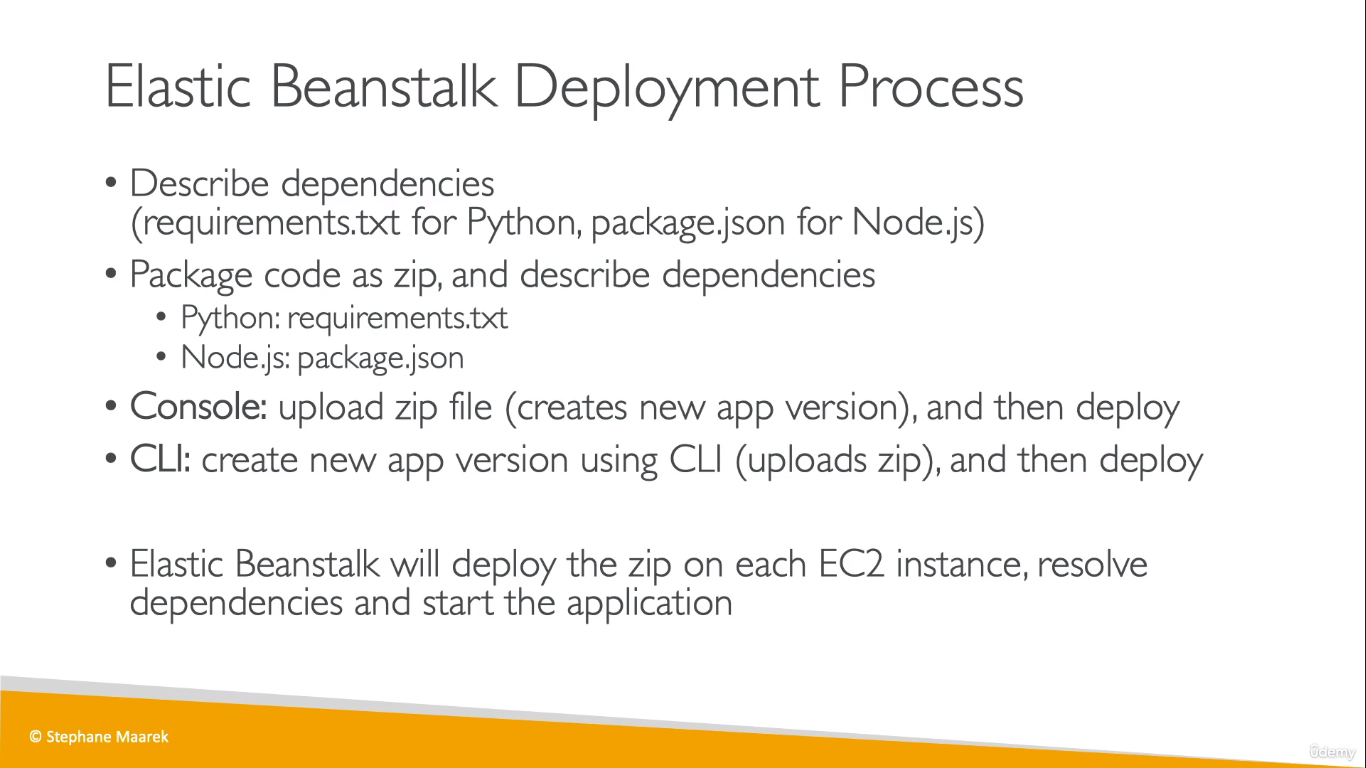 Elastic Beanstalk Deployment Process
• Describe dependencies
(requirements.txt for Python, package.json for Node.js)
• Package code as zip, and describe dependencies
• Python: requirements.txt
• Node.js: package.json
• Console: upload zip file (creates new app version), and then deploy
• CLI: create new app version using CLI (uploads zip), and then deploy
• Elastic Beanstalk will deploy the zip on each EC2 instance, resolve
dependencies and start the application
© Stephane Maarek
ûdemy